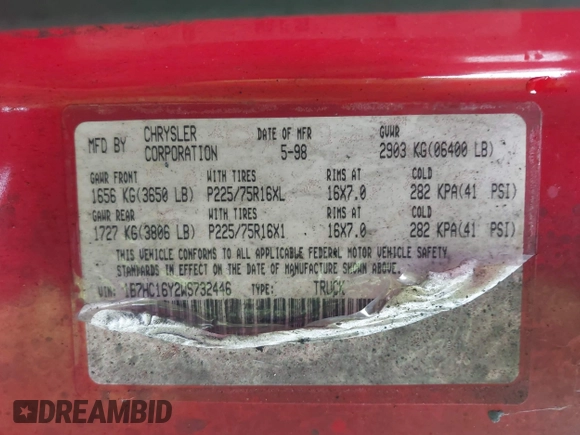 MFD BY CHRYSLER CORPORATION DATE OF MFR 5-98 GVWR 2903 KG(06400 LB)
GAWR FRONT WITH TIRES RIMS AT COLD
1656 KG(3650 LB) P225/75R16XL 16X7.0 282 KPA(41 PSI)
GAWR REAR WITH TIRES RIMS AT COLD
1727 KG(3806 LB) P225/75R16Xl 16X7.0 282 KPA(41 PSI)
THIS VEHICLE CONFORMS TO ALL APPLICABLE FEDERAL MOTOR VEHICLE SAFETY
STANDARDS IN EFFECT ON THE DATE OF MANUFACTURE SHOWN ABOVE.
VIN: 1B7HC16Y2WS732446 TYPE: TRUCK
DREAMBID